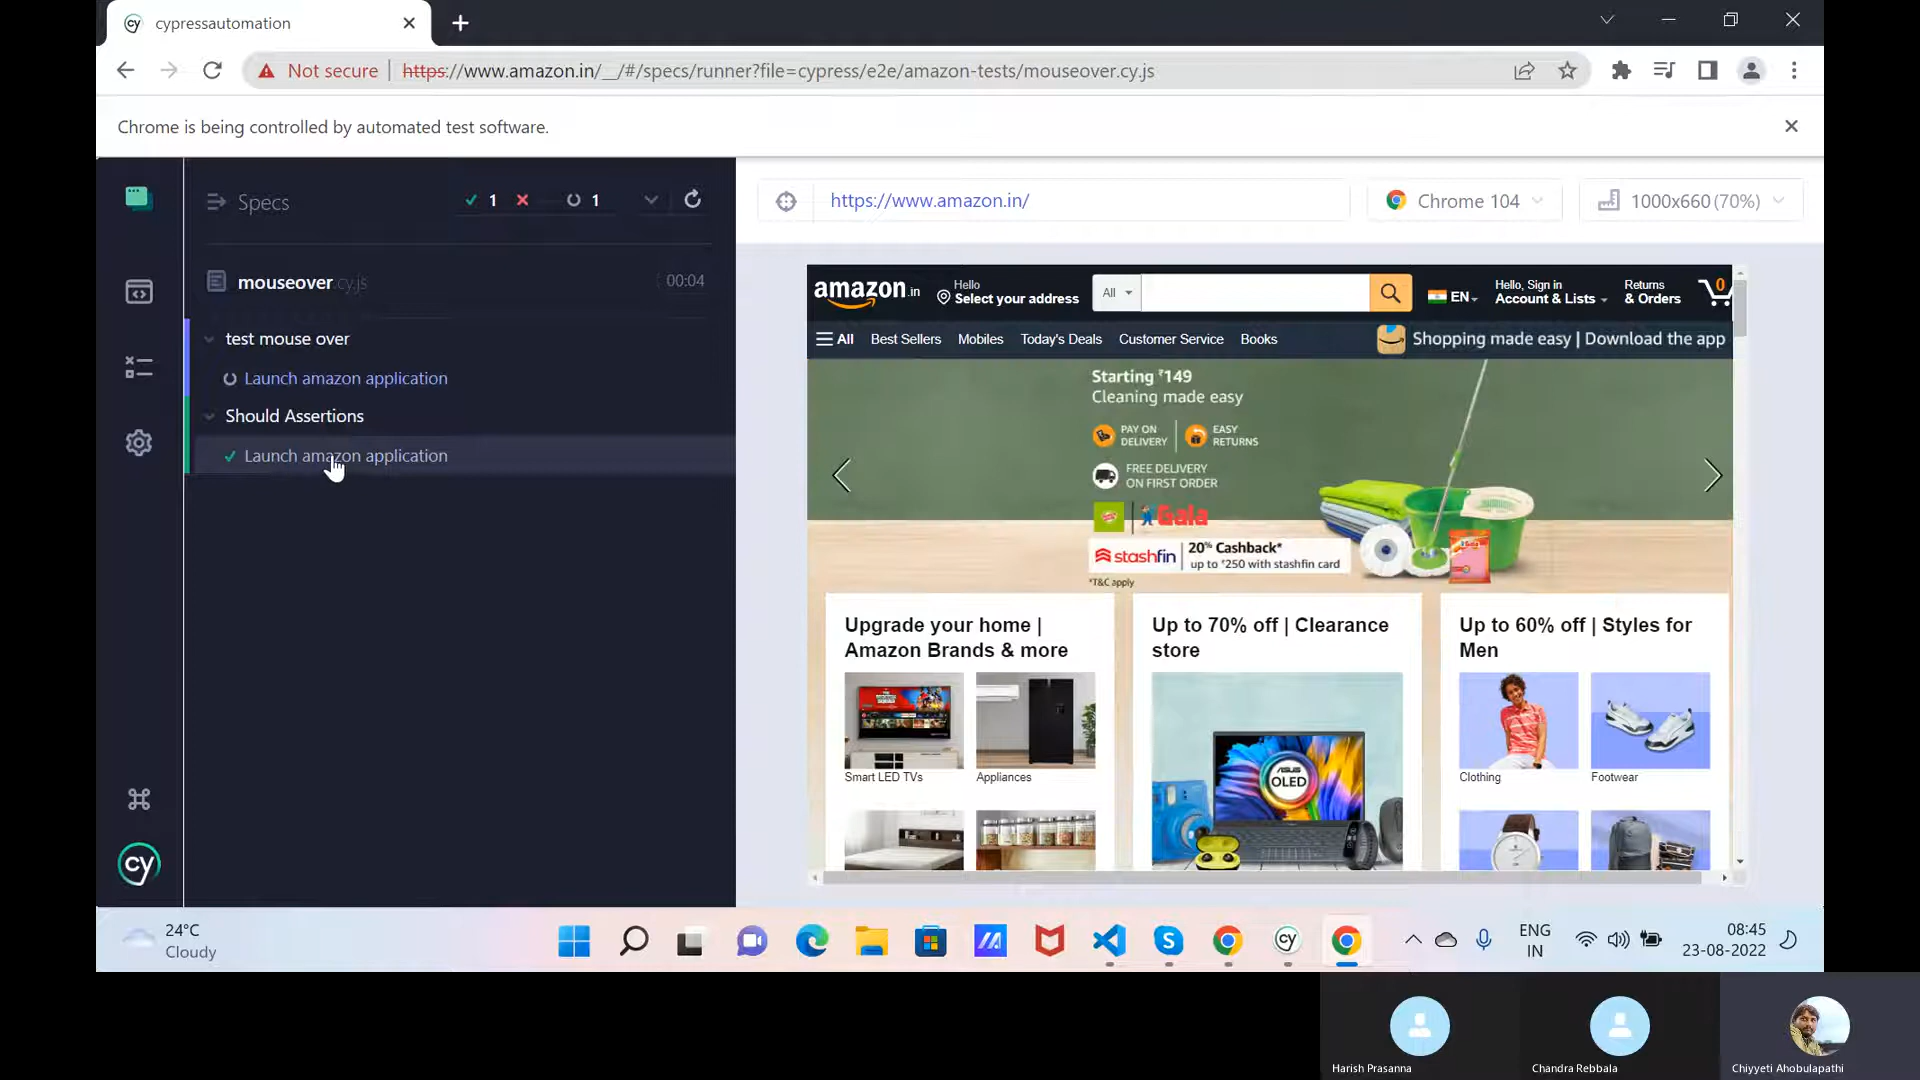 cypressautomation
Not secure
https://www.amazon.in/__/#/specs/runner?file=cypress/e2e/amazon-tests/mouseover.cy.js
Chrome is being controlled by automated test software.
Specs
1
1
mouseover cy.js
00:04
test mouse over
Launch amazon application
Should Assertions
Launch amazon application
https://www.amazon.in/
Chrome 104
1000x660 (70%)
amazon.in
Hello
Select your address
All
EN
Hello, Sign in
Account & Lists
Returns
& Orders
0
All
Best Sellers
Mobiles
Today's Deals
Customer Service
Books
Shopping made easy | Download the app
Starting ₹149
Cleaning made easy
PAY ON
DELIVERY
EASY
RETURNS
FREE DELIVERY
ON FIRST ORDER
Gala
stashfin
20% Cashback*
up to ₹250 with stashfin card
*T&C apply
Upgrade your home |
Amazon Brands & more
Smart LED TVs
Appliances
Up to 70% off | Clearance
store
ASUS
OLED
Up to 60% off | Styles for
Men
Clothing
Footwear
cy
24°C
Cloudy
cy
ENG
IN
08:45
23-08-2022
Harish Prasanna
Chandra Rebbala
Chiyyeti Ahobulapathi